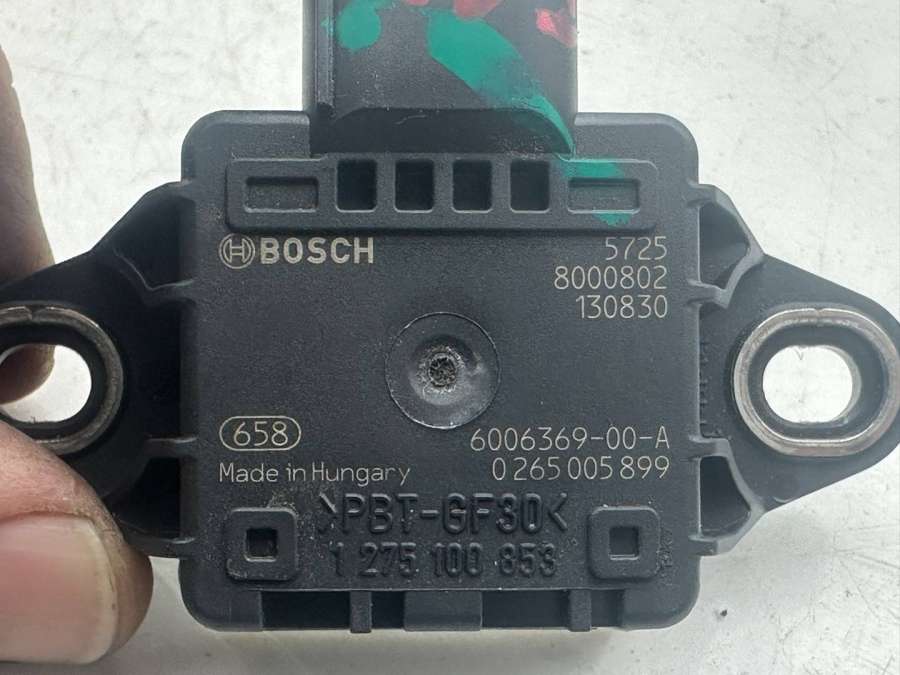 BOSCH
5725
8000802
130830
658
6006369-00-A
Made in Hungary
0 265 005 899
>PBT-GF30<
1 275 100 853